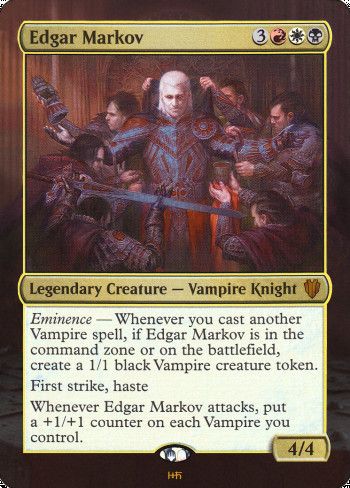 Edgar Markov 3
Legendary Creature — Vampire Knight
Eminence — Whenever you cast another
Vampire spell, if Edgar Markov is in the
command zone or on the battlefield,
create a 1/1 black Vampire creature token.
First strike, haste
Whenever Edgar Markov attacks, put
a +1/+1 counter on each Vampire you
control.
4/4